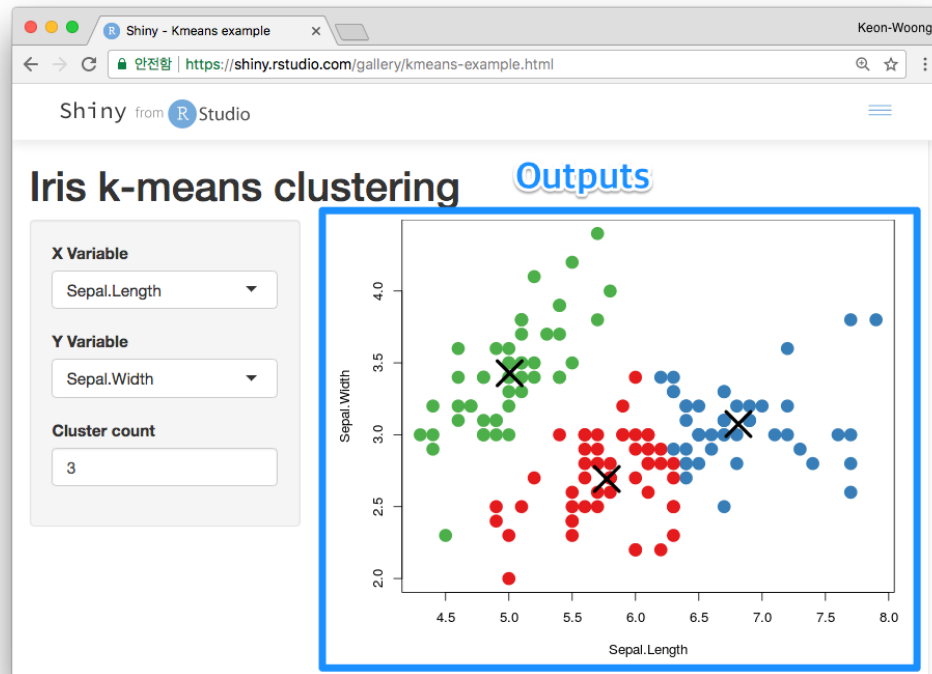 Shiny - Kmeans example
Keon-Woong
안전함 https://shiny.rstudio.com/gallery/kmeans-example.html
Shiny from R Studio
Iris k-means clustering
Outputs
X Variable
Sepal.Length
Y Variable
Sepal.Width
Cluster count
3
Sepal.Width
4.0
3.5
3.0
2.5
2.0
4.5 5.0 5.5 6.0 6.5 7.0 7.5 8.0
Sepal.Length